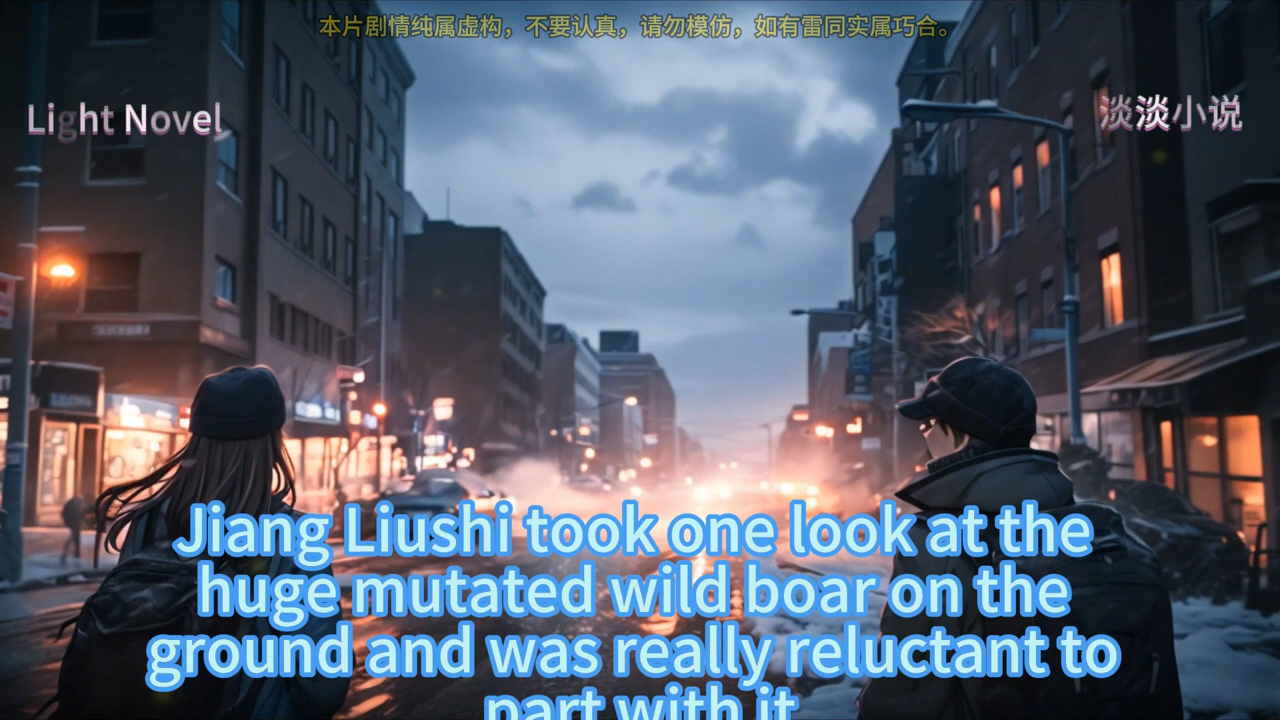 本片剧情纯属虚构，不要认真，请勿模仿，如有雷同实属巧合。
Light Novel
淡淡小说
Jiang Liushi took one look at the
huge mutated wild boar on the
ground and was really reluctant to
part with it